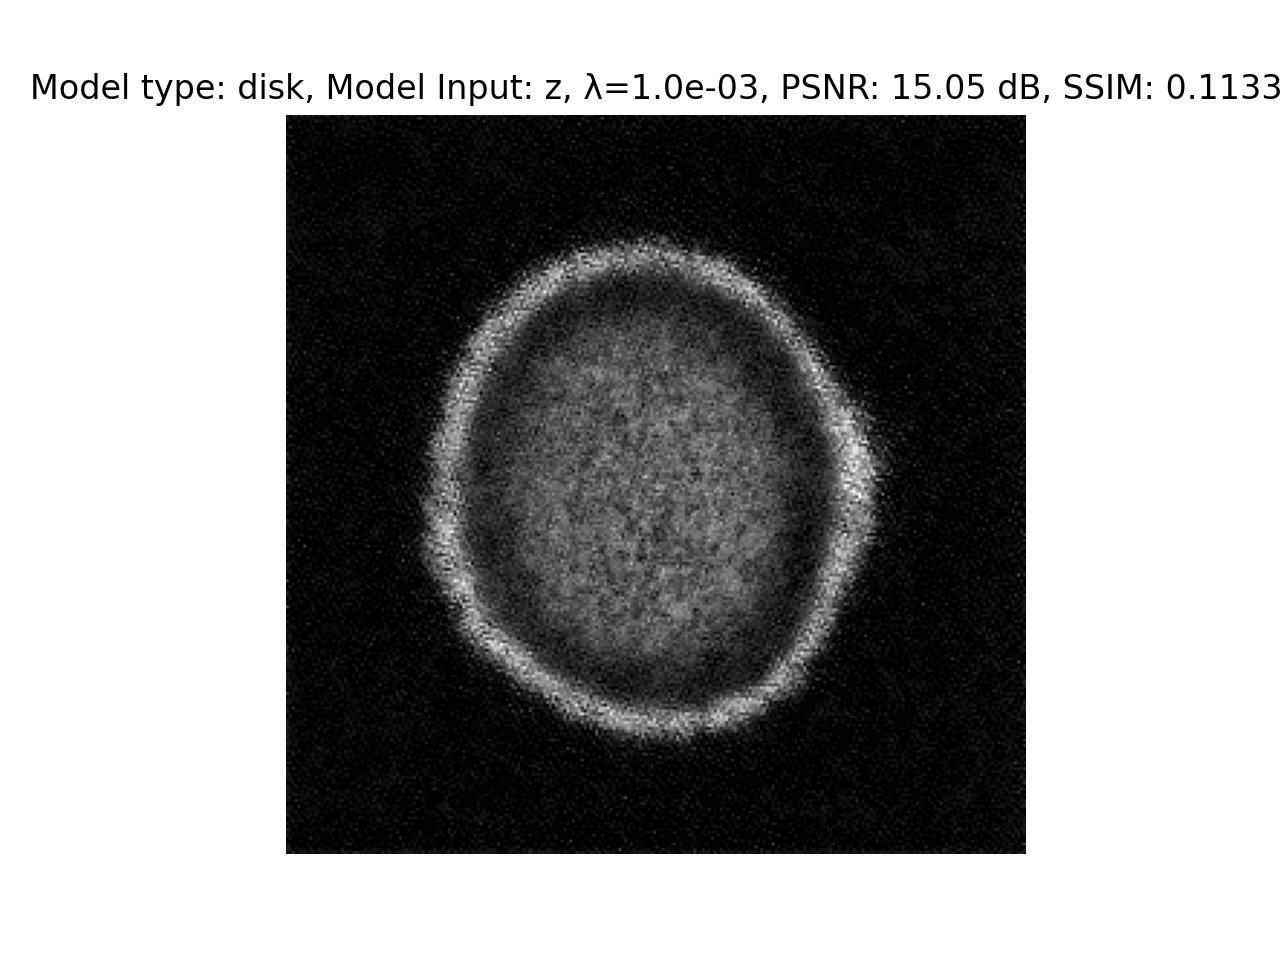 Model type: disk, Model Input: z, λ=1.0e-03, PSNR: 15.05 dB, SSIM: 0.1133